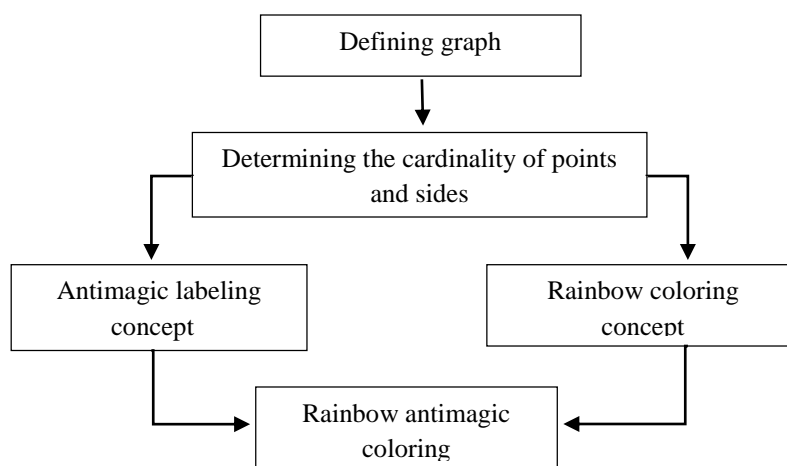 Defining graph
Determining the cardinality of points
and sides
Antimagic labeling
concept
Rainbow coloring
concept
Rainbow antimagic
coloring